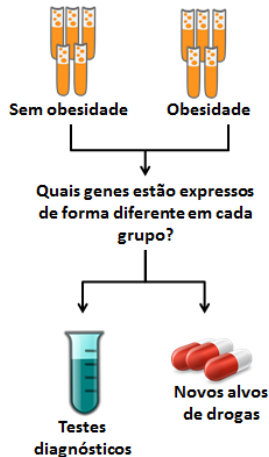 Sem obesidade
Obesidade
Quais genes estão expressos
de forma diferente em cada
grupo?
Testes
diagnósticos
Novos alvos
de drogas